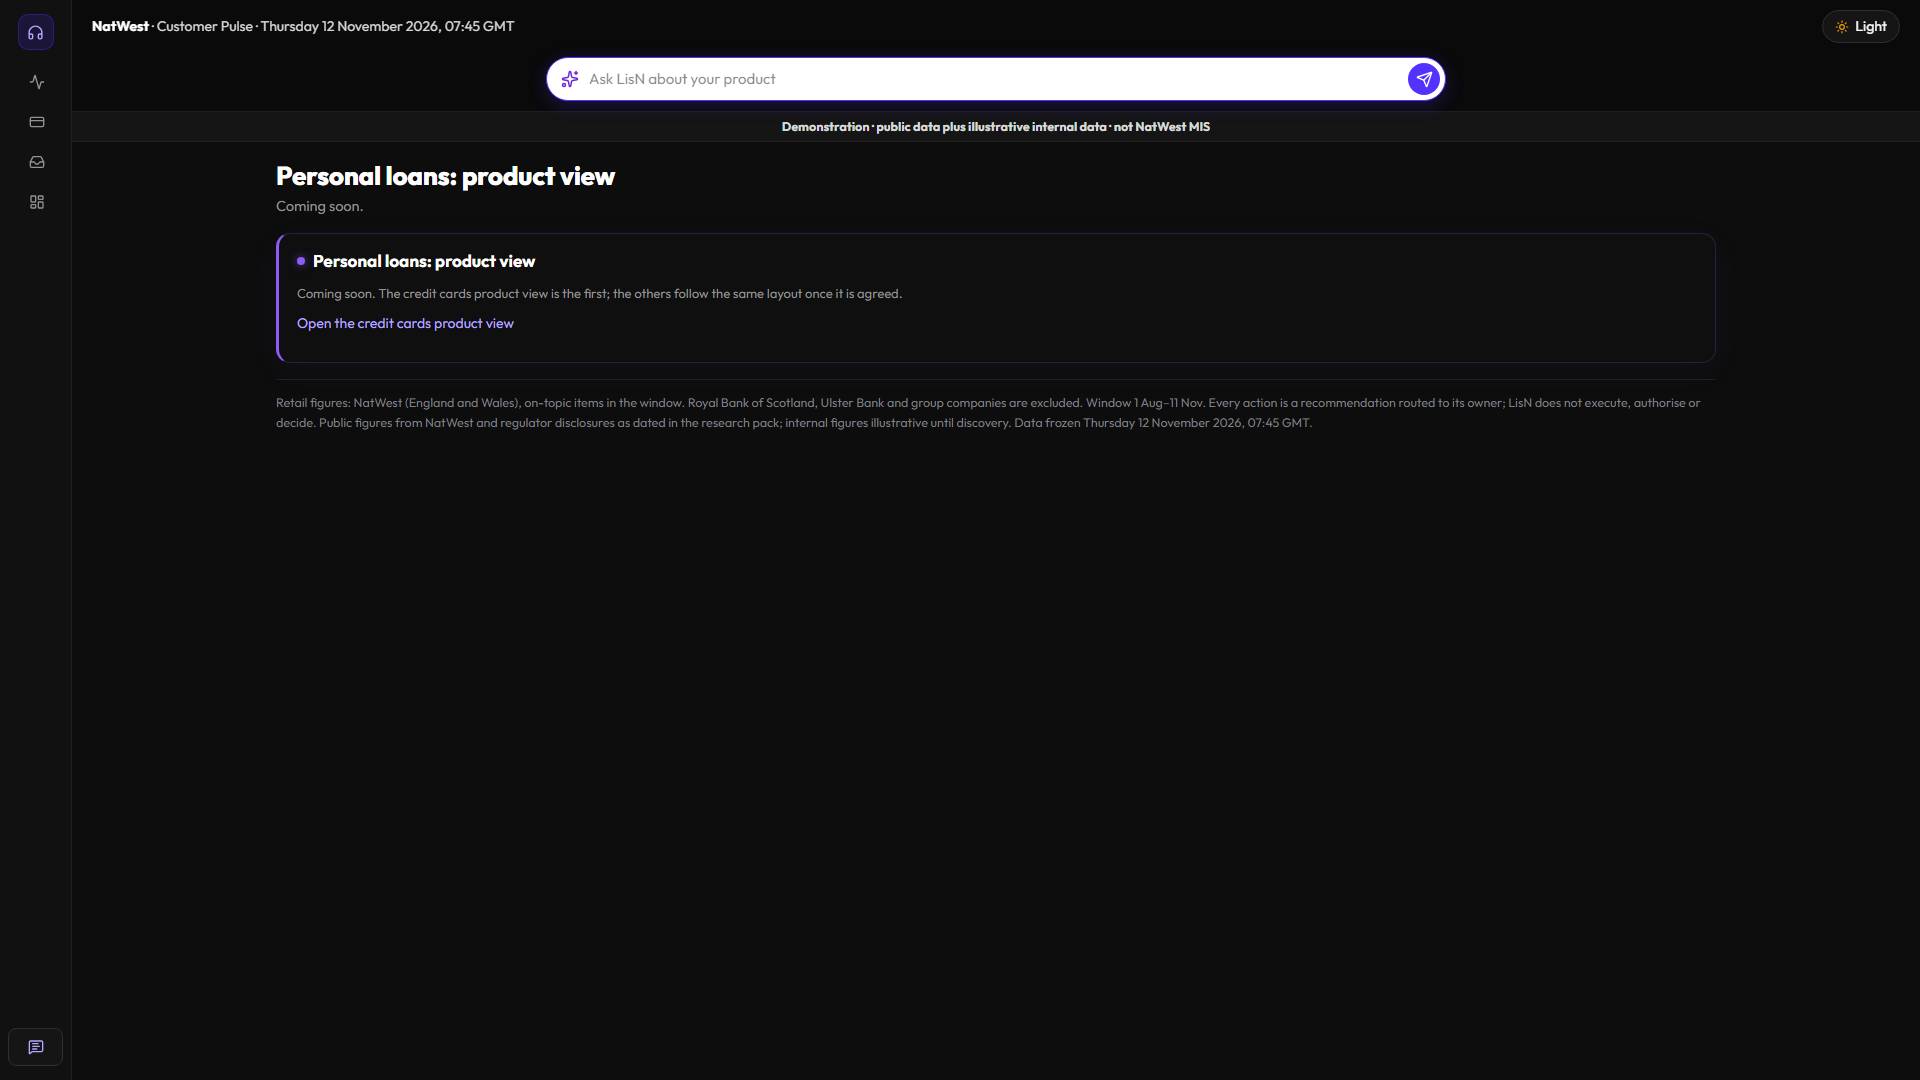 NatWest · Customer Pulse · Thursday 12 November 2026, 07:45 GMT
Light
Ask LisN about your product
Demonstration · public data plus illustrative internal data · not NatWest MIS
Personal loans: product view
Coming soon.
Personal loans: product view
Coming soon. The credit cards product view is the first; the others follow the same layout once it is agreed.
Open the credit cards product view
Retail figures: NatWest (England and Wales), on-topic items in the window. Royal Bank of Scotland, Ulster Bank and group companies are excluded. Window 1 Aug–11 Nov. Every action is a recommendation routed to its owner; LisN does not execute, authorise or
decide. Public figures from NatWest and regulator disclosures as dated in the research pack; internal figures illustrative until discovery. Data frozen Thursday 12 November 2026, 07:45 GMT.